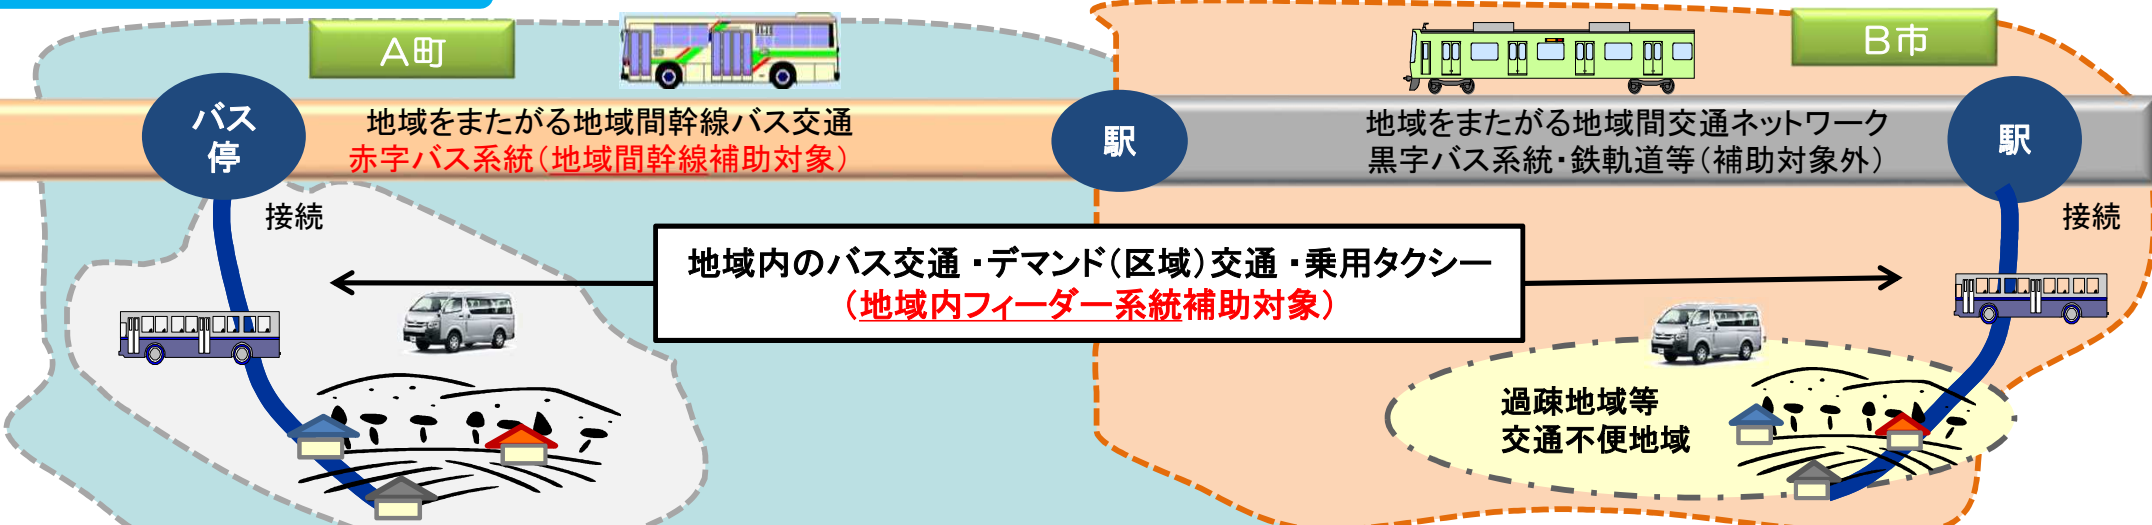 A町
B市
バス
停
地域をまたがる地域間幹線バス交通
赤字バス系統(地域間幹線補助対象)
駅
地域をまたがる地域間交通ネットワーク
黒字バス系統・鉄軌道等(補助対象外)
駅
接続
接続
地域内のバス交通・デマンド(区域)交通・乗用タクシー
(地域内フィーダー系統補助対象)
過疎地域等
交通不便地域